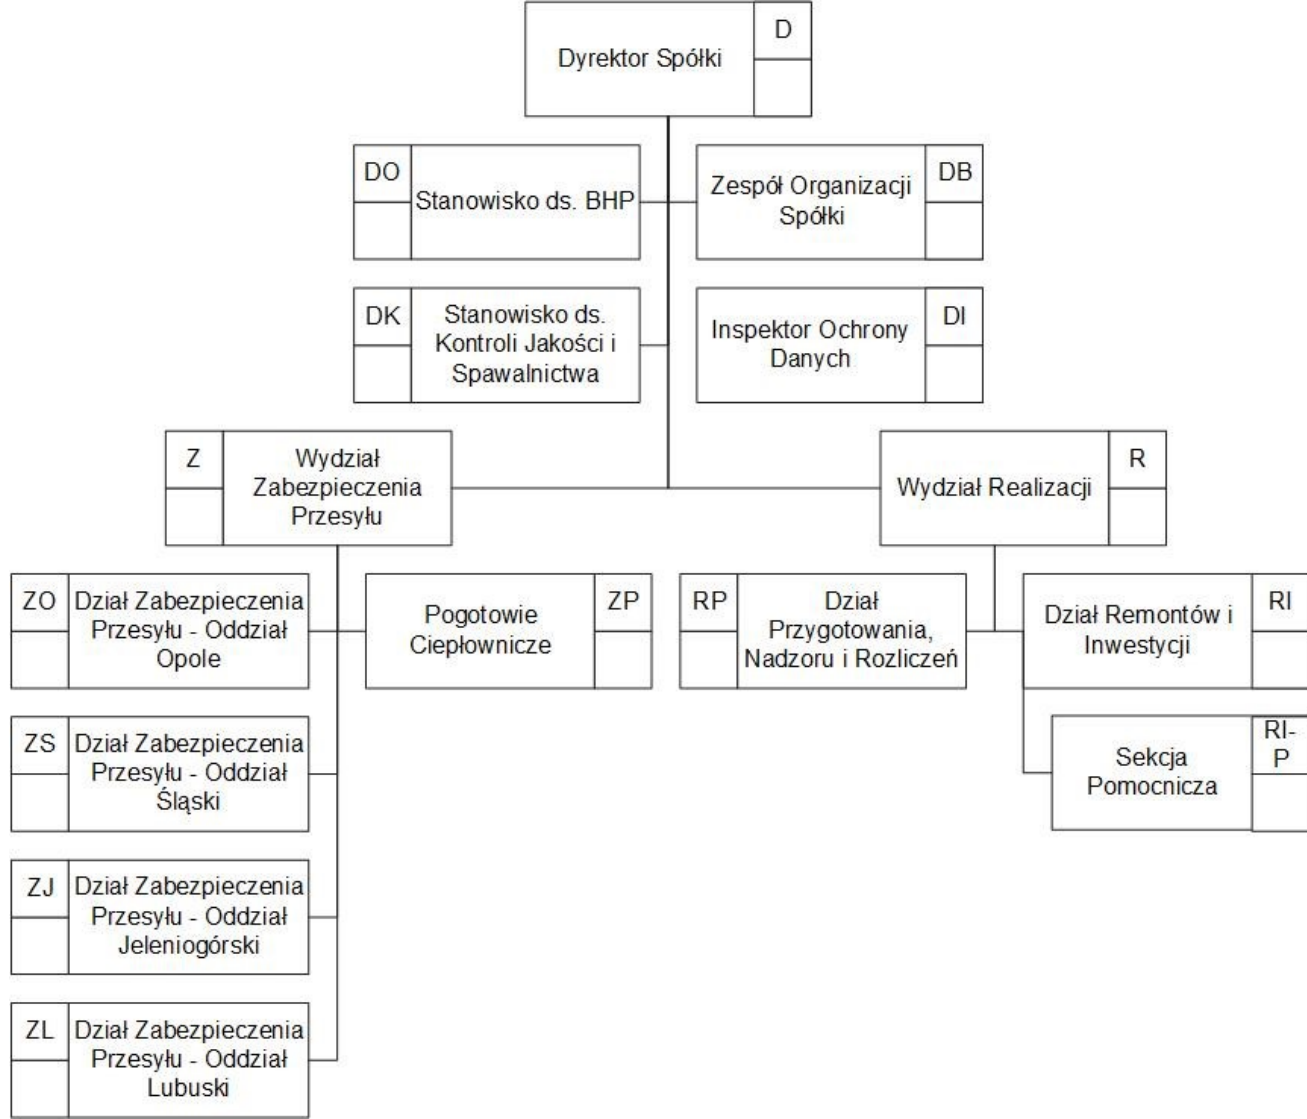 Dyrektor Spółki
D
DO
Stanowisko ds. BHP
Zespół Organizacji
Spółki
DB
DK
Stanowisko ds.
Kontroli Jakości i
Spawalnictwa
Inspektor Ochrony
Danych
DI
Z
Wydział
Zabezpieczenia
Przesyłu
Wydział Realizacji
R
ZO
Dział Zabezpieczenia
Przesyłu - Oddział
Opole
Pogotowie
Ciepłownicze
ZP
RP
Dział
Przygotowania,
Nadzoru i Rozliczeń
Dział Remontów i
Inwestycji
RI
ZS
Dział Zabezpieczenia
Przesyłu - Oddział
Śląski
Sekcja
Pomocnicza
RI-
P
ZJ
Dział Zabezpieczenia
Przesyłu - Oddział
Jeleniogórski
ZL
Dział Zabezpieczenia
Przesyłu - Oddział
Lubuski